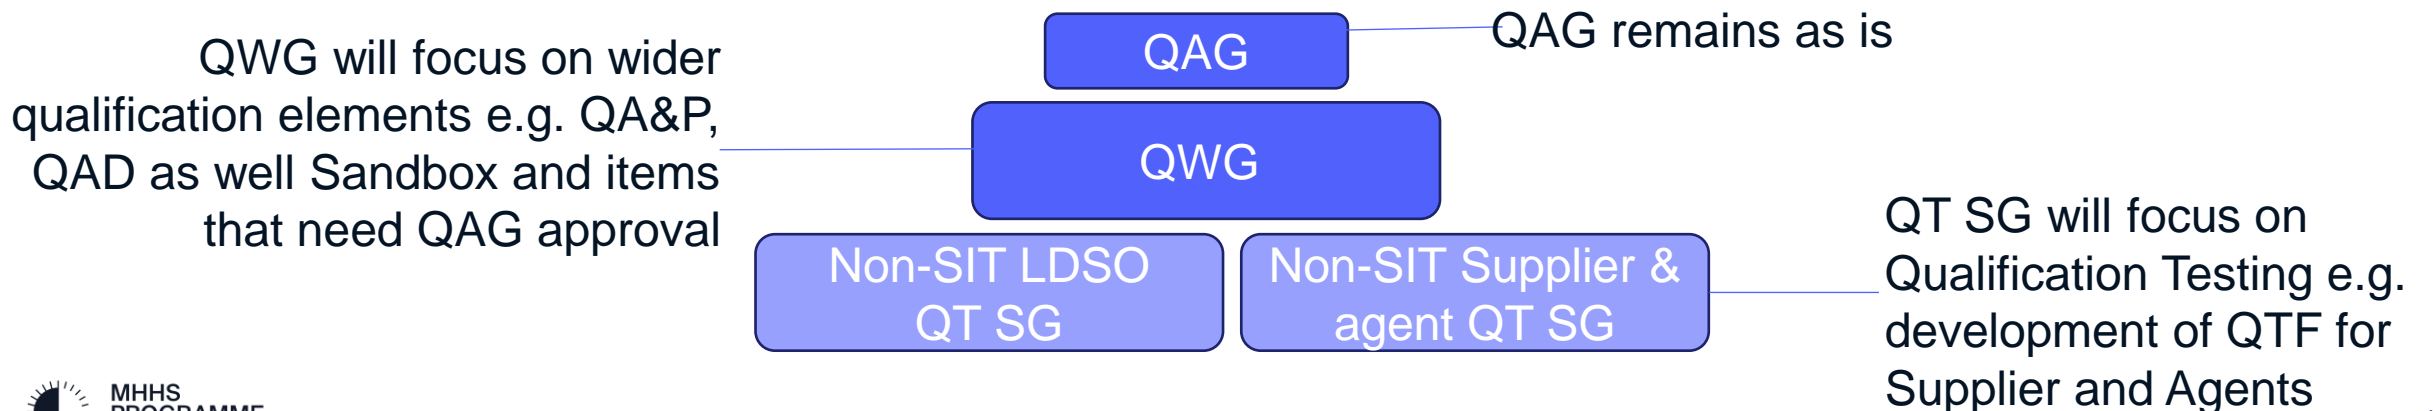 QWG will focus on wider
qualification elements e.g. QA&P,
QAD as well Sandbox and items
that need QAG approval
QAG
QAG remains as is
QWG
Non-SIT LDSO
QT SG
Non-SIT Supplier &
agent QT SG
QT SG will focus on
Qualification Testing e.g.
development of QTF for
Supplier and Agents
MHHS
PROGRAMME